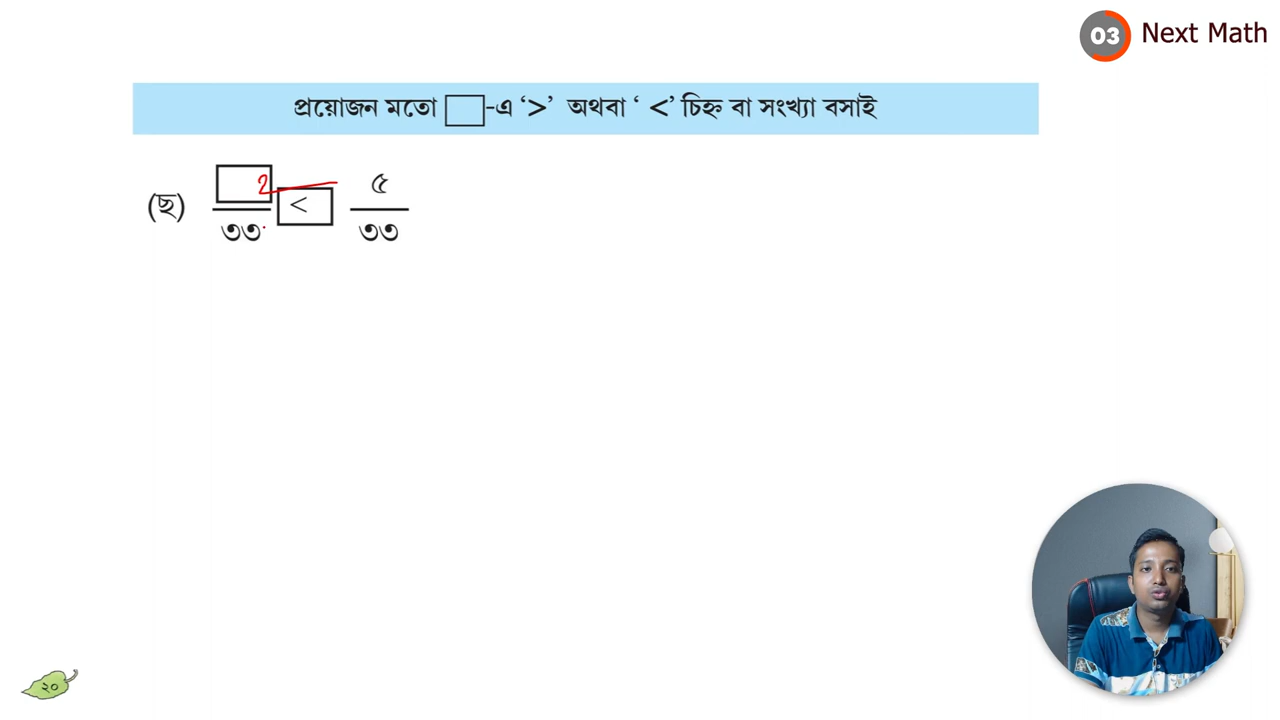 03 Next Math
প্রয়োজন মতো □-এ ‘>’ অথবা ‘ <’ চিহ্ন বা সংখ্যা বসাই
2 ৫
(ছ) <
৩৩ ৩৩
২০